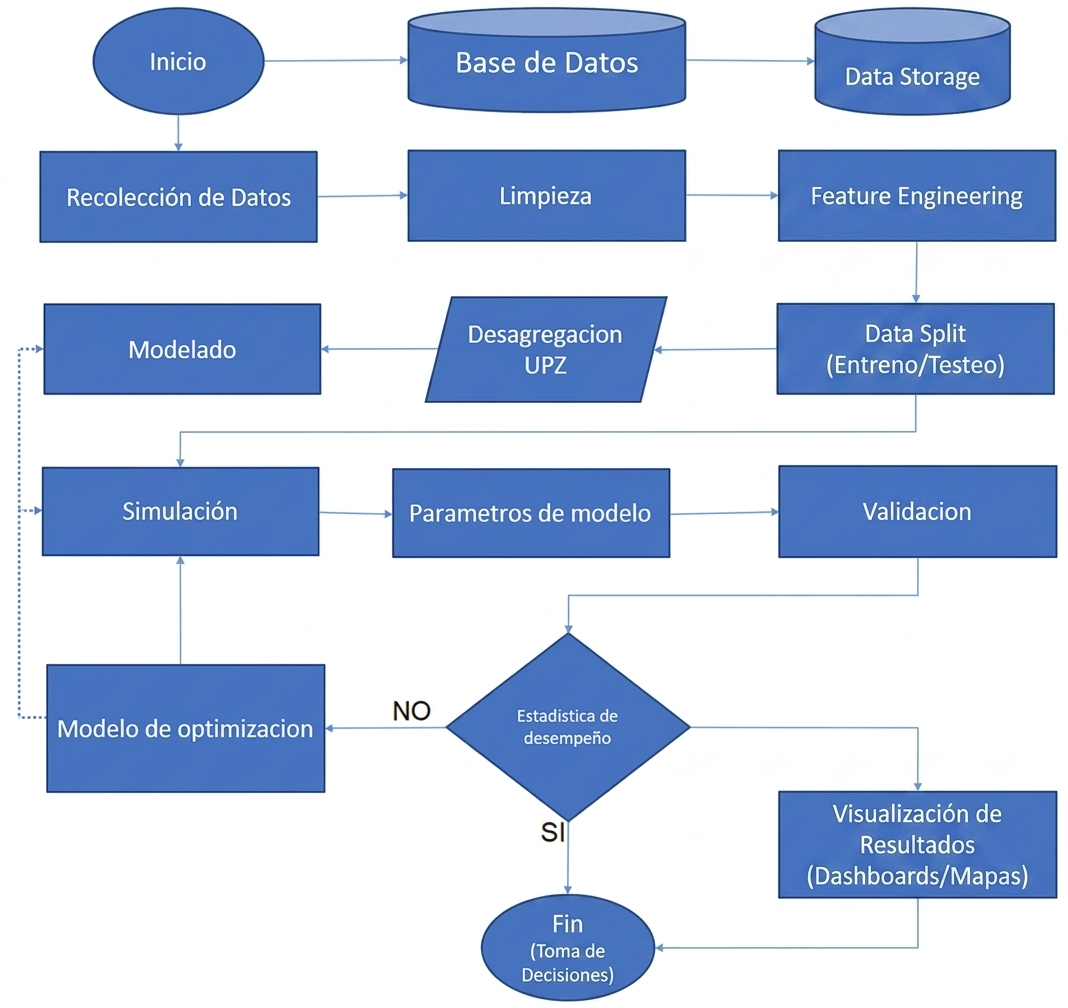 Inicio
Base de Datos
Data Storage
Recolección de Datos
Limpieza
Feature Engineering
Modelado
Desagregacion
UPZ
Data Split
(Entreno/Testeo)
Simulación
Parametros de modelo
Validacion
Modelo de optimizacion
NO
Estadistica de
desempeño
SI
Visualización de
Resultados
(Dashboards/Mapas)
Fin
(Toma de
Decisiones)